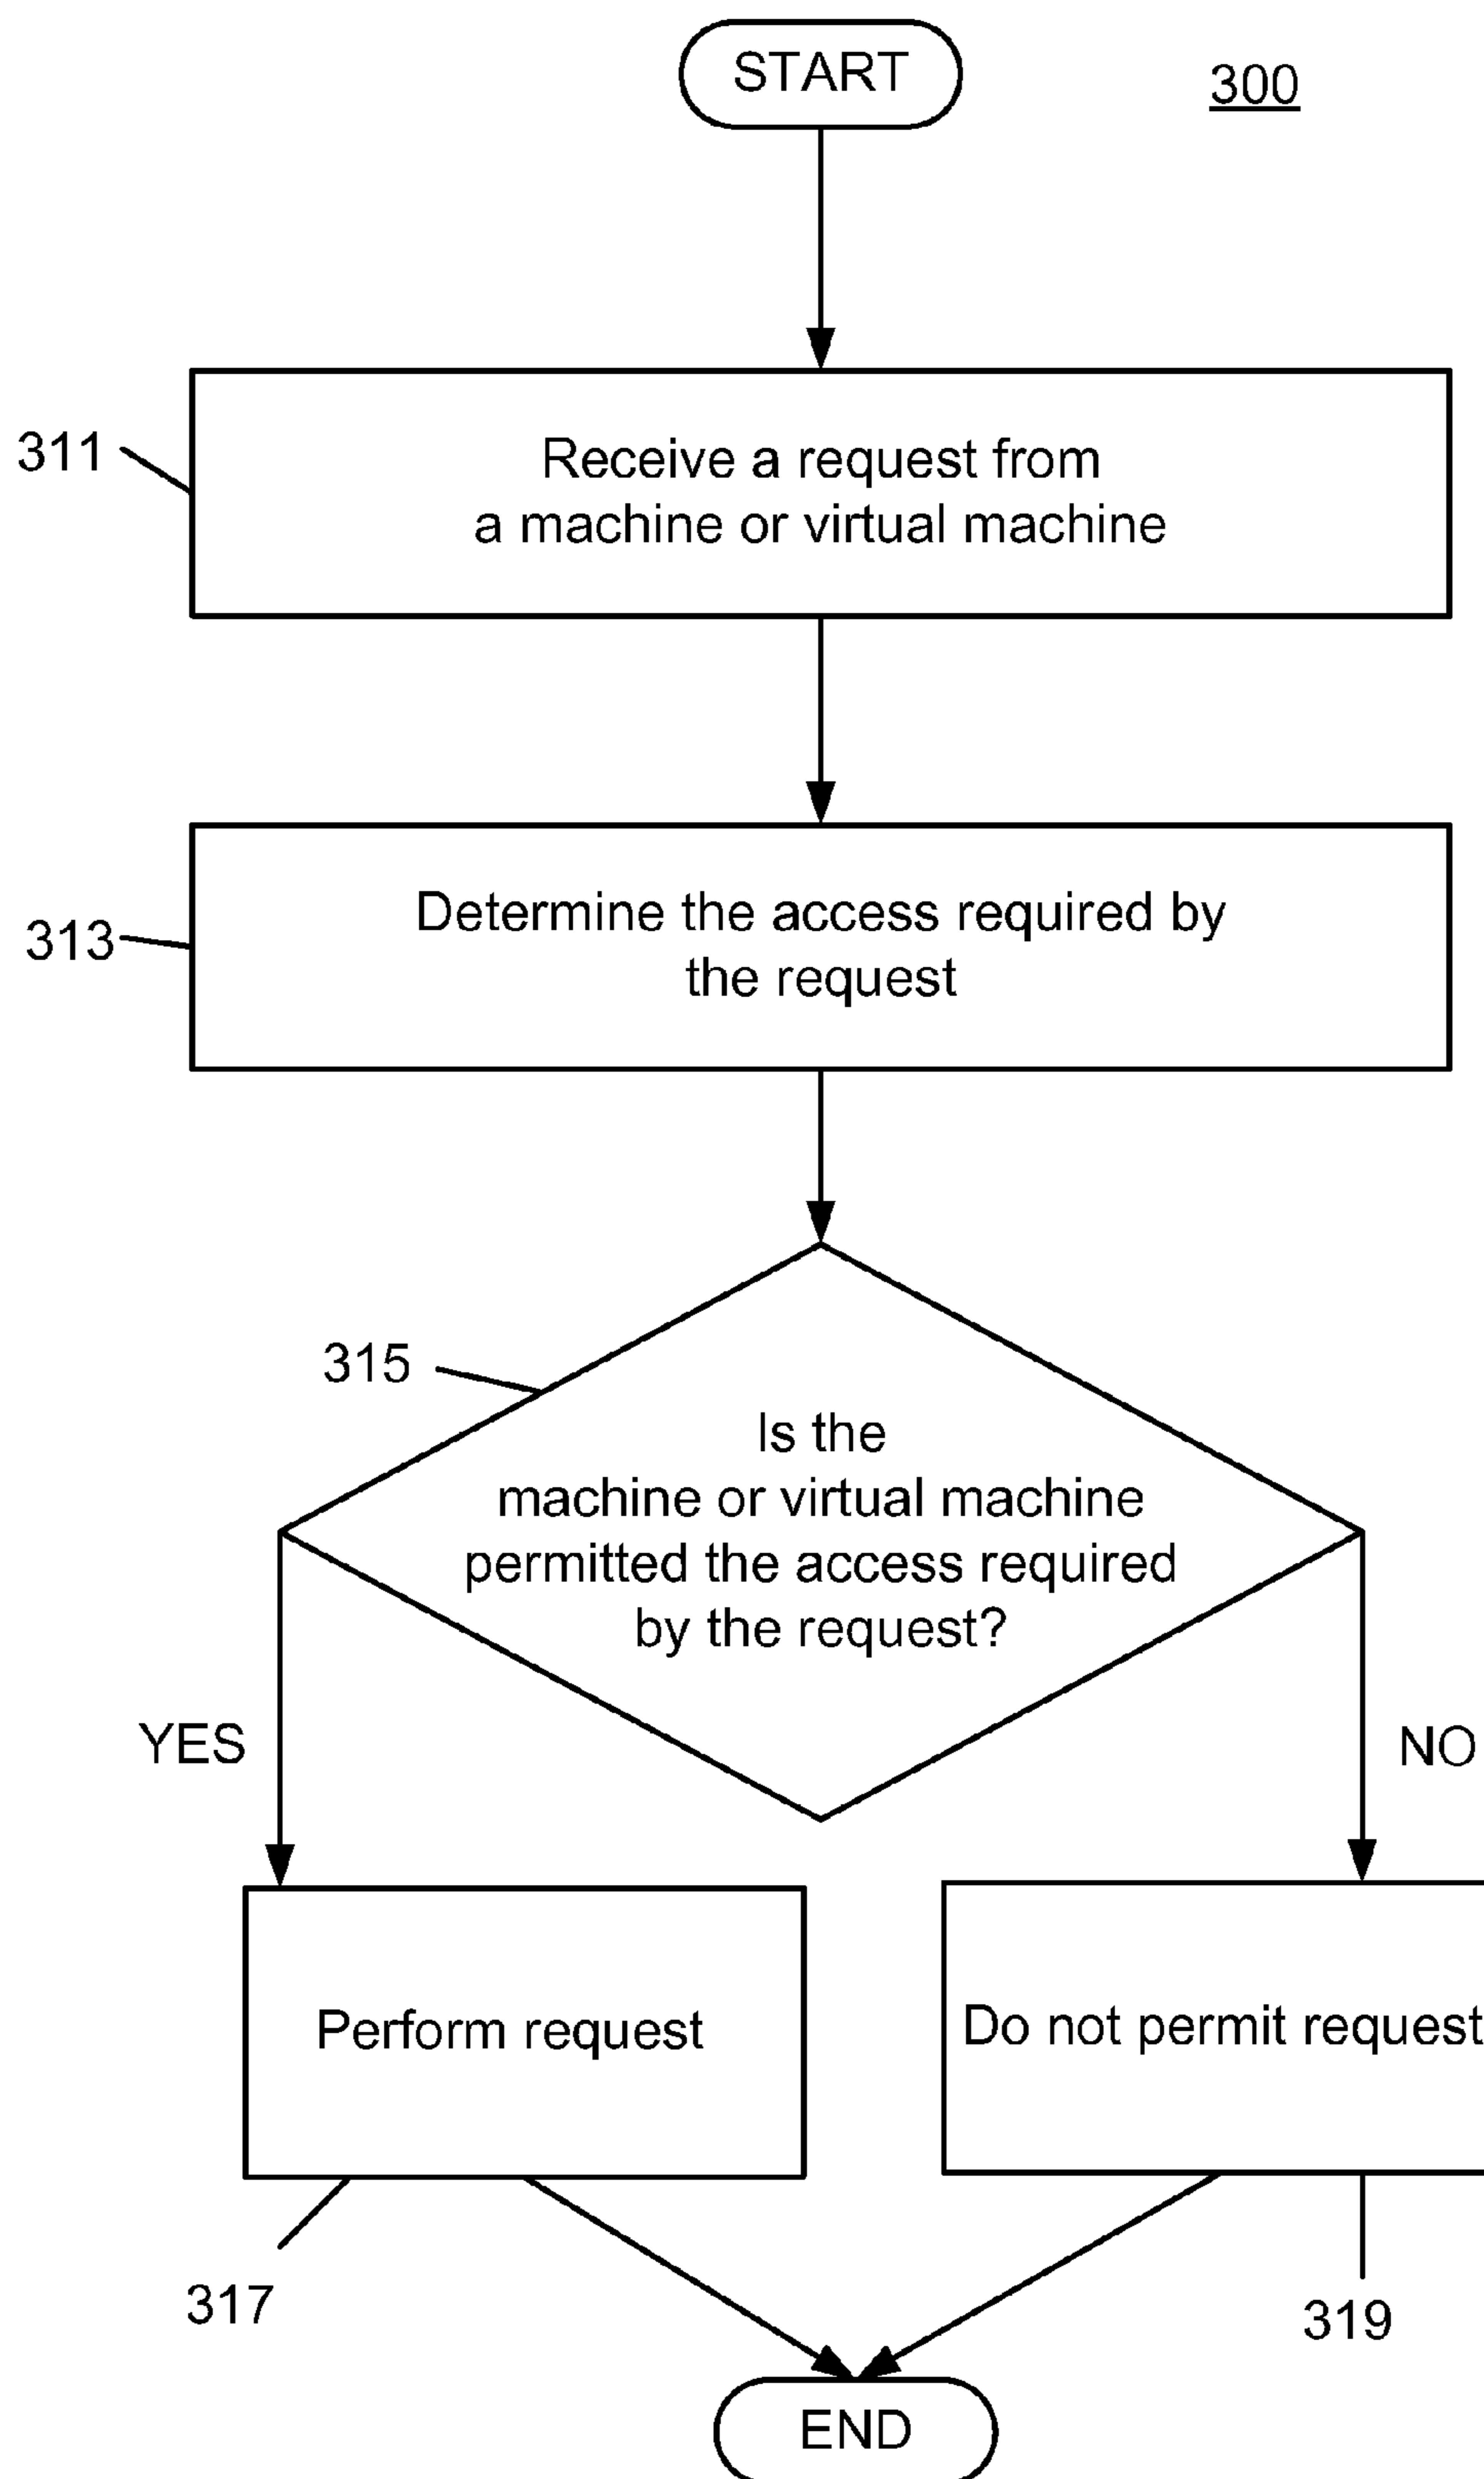 START
300
311
Receive a request from
a machine or virtual machine
313
Determine the access required by
the request
315
Is the
machine or virtual machine
permitted the access required
by the request?
YES
NO
Perform request
Do not permit request
317
319
END